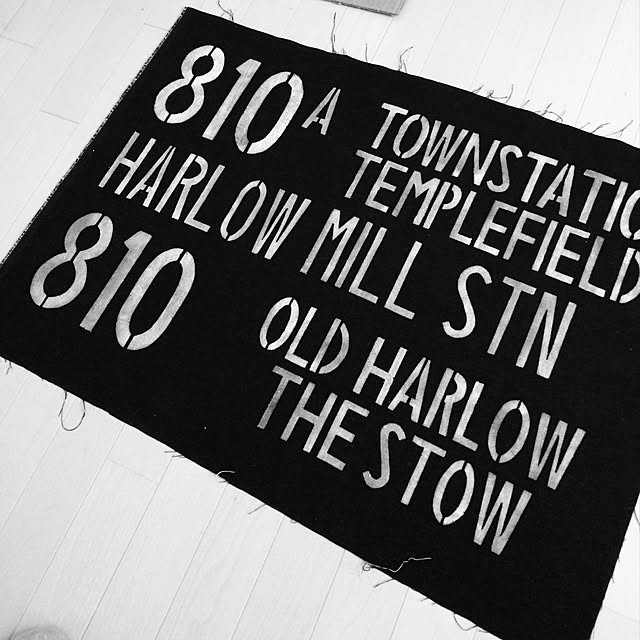 810A TOWNSTATIO
TEMPLEFIELD
HARLOW MILL STN
810 OLD HARLOW
THE STOW